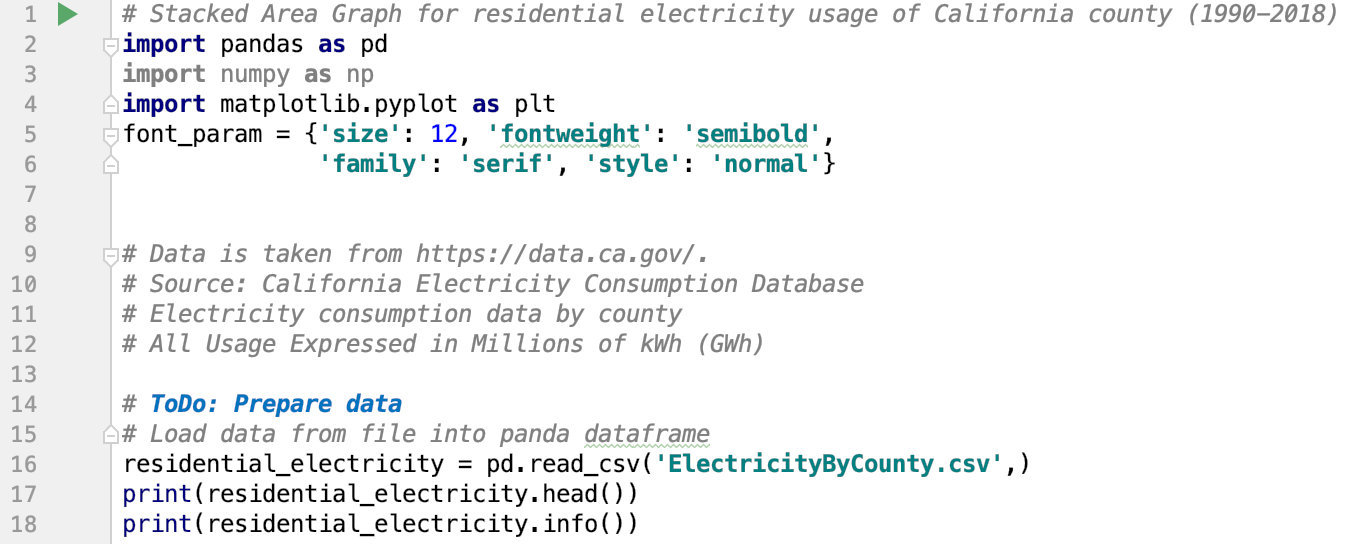 1 # Stacked Area Graph for residential electricity usage of California county (1990–2018)
2 import pandas as pd
3 import numpy as np
4 import matplotlib.pyplot as plt
5 font_param = {'size': 12, 'fontweight': 'semibold',
6 'family': 'serif', 'style': 'normal'}
7
8
9 # Data is taken from https://data.ca.gov/.
10 # Source: California Electricity Consumption Database
11 # Electricity consumption data by county
12 # All Usage Expressed in Millions of kWh (GWh)
13
14 # ToDo: Prepare data
15 # Load data from file into panda dataframe
16 residential_electricity = pd.read_csv('ElectricityByCounty.csv',)
17 print(residential_electricity.head())
18 print(residential_electricity.info())